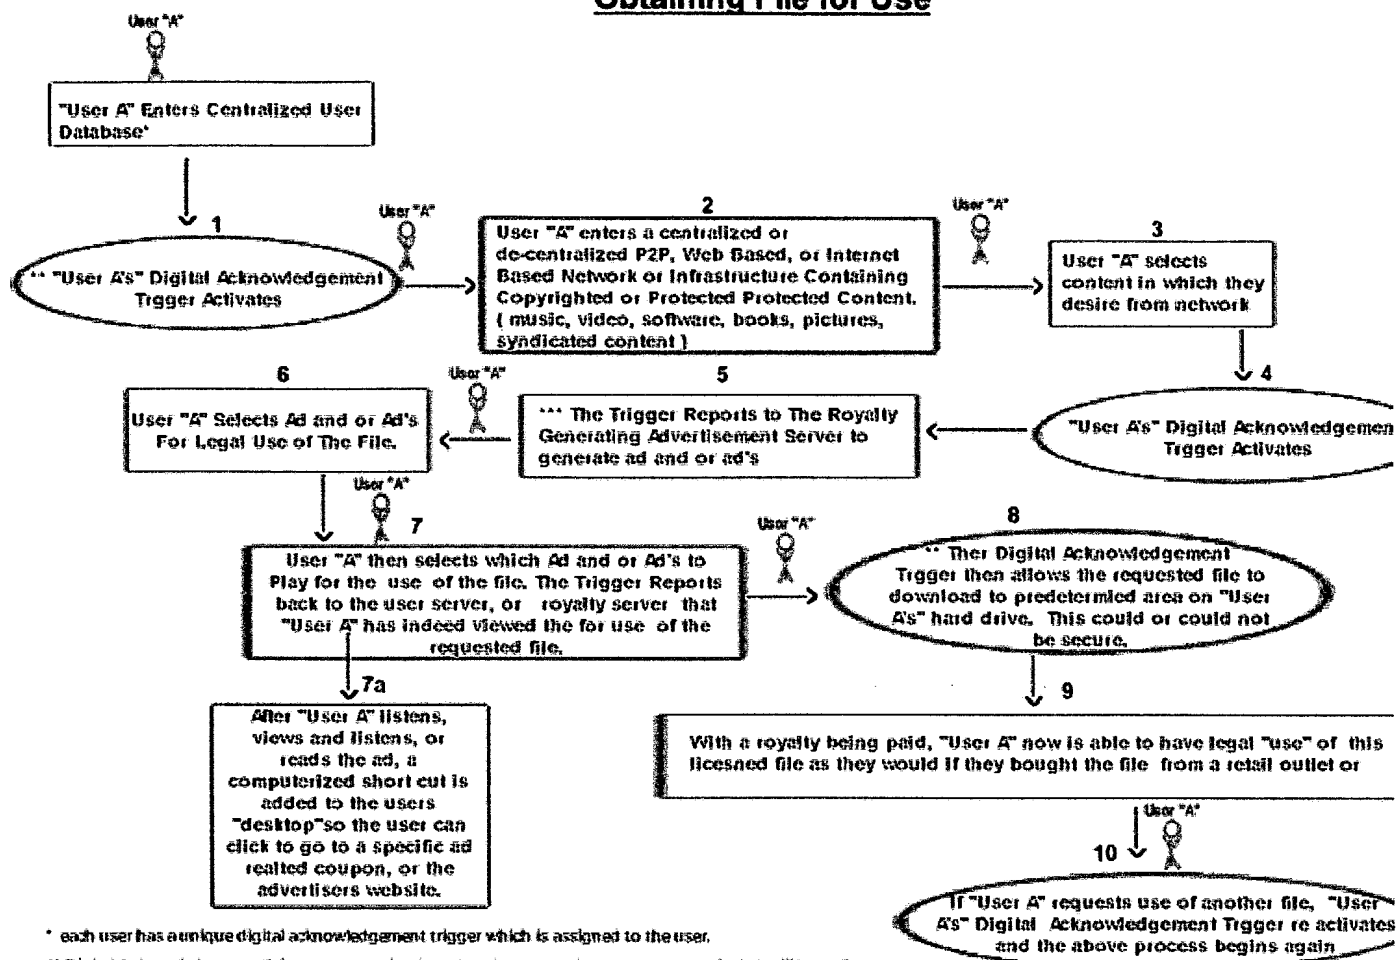 Obtaining File for Use
User "A"
"User A" Enters Centralized User
Database*
1
** "User A's" Digital Acknowledgement
Trgger Activates
User "A"
2
User "A" enters a centralized or
de-centralized P2P, Web Based, or Internet
Based Network or Infrastructure Containing
Copyrighted or Protected Protected Content.
( music, video, software, books, pictures,
syndicated content )
User "A"
3
User "A" selects
content in which they
desire from network
4
"User A's" Digital Acknowledgemen
Trgger Activates
5
*** The Trigger Reports to The Royalty
Generating Advertisement Server to
generate ad and or ad's
User "A"
6
User "A" Selects Ad and or Ad's
For Legal Use of The File.
User "A"
7
User "A" then selects which Ad and or Ad's to
Play for the use of the file. The Trigger Reports
back to the user server, or royalty server that
"User A" has indeed viewed the for use of the
requested file.
7a
After "User A" listens,
views and listens, or
reads the ad, a
computerized short cut is
added to the users
"desktop"so the user can
click to go to a specific ad
realted coupon, or the
advertisers website.
User "A"
8
** Ther Digital Acknowledgement
Trgger then allows the requested file to
download to predetermied area on "User
A's" hard drive. This could or could not
be secure.
9
With a royalty being paid, "User A" now is able to have legal "use" of this
licesned file as they would if they bought the file from a retail outlet or
User "A"
10
If "User A" requests use of another file, "User
A's" Digital Acknowledgement Trgger re activates
and the above process begins again
* each user has a unique digital acknowledgement trigger which is assigned to the user.